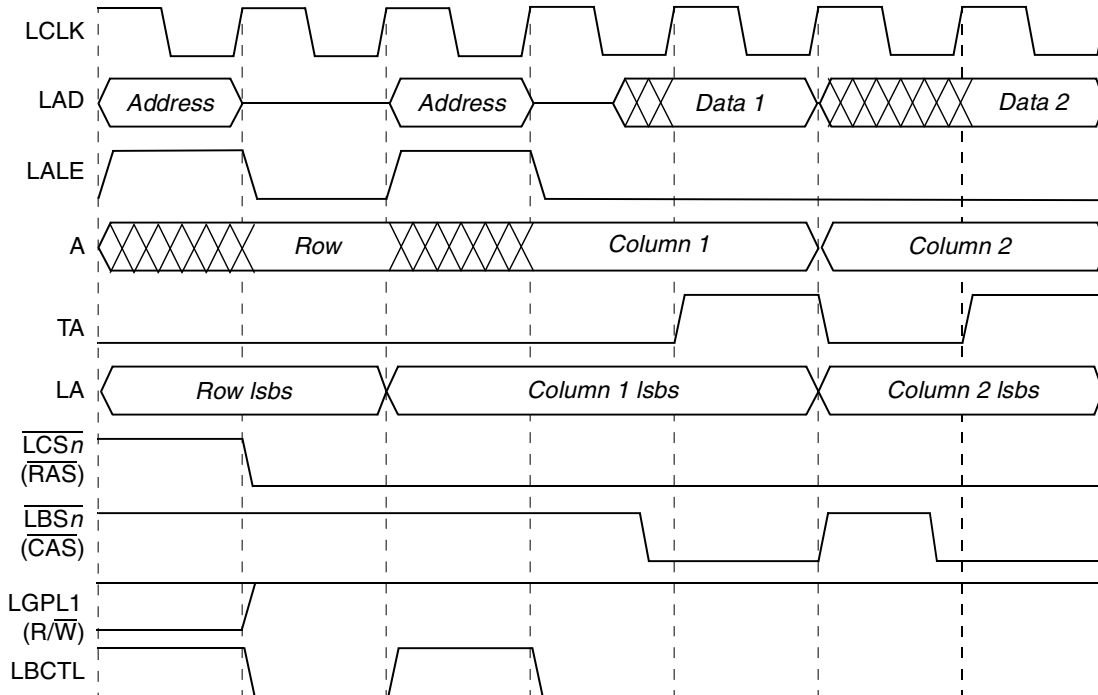 LCLK
LAD Address Address Data 1 Data 2
LALE
A Row Column 1 Column 2
TA
LA Row lsbs Column 1 lsbs Column 2 lsbs
LCSn
(RAS)
LBSn
(CAS)
LGPL1
(R/W)
LBCTL